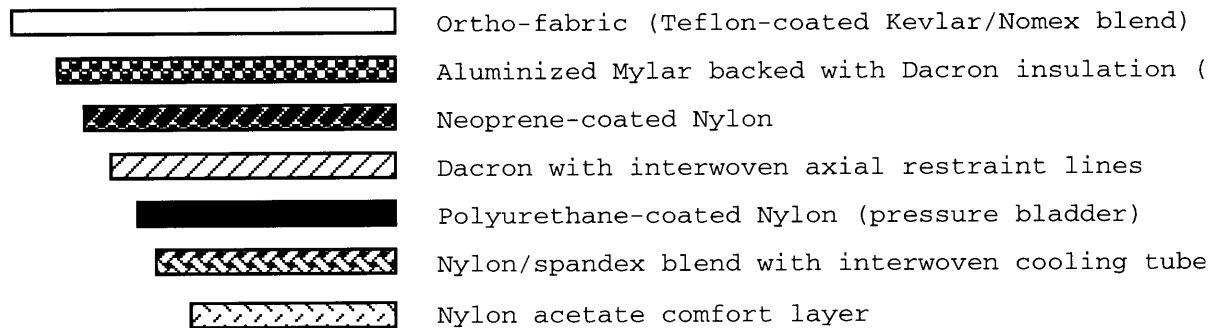 Ortho-fabric (Teflon-coated Kevlar/Nomex blend)
Aluminized Mylar backed with Dacron insulation (
Neoprene-coated Nylon
Dacron with interwoven axial restraint lines
Polyurethane-coated Nylon (pressure bladder)
Nylon/spandex blend with interwoven cooling tube
Nylon acetate comfort layer